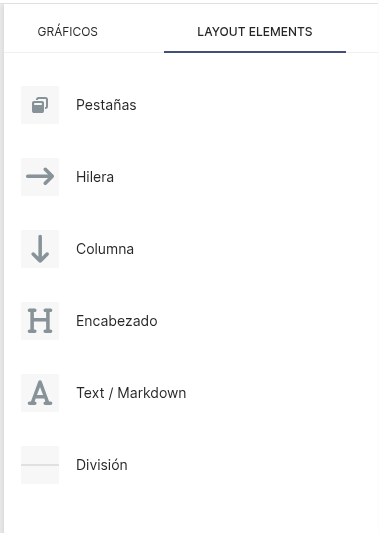 GRÁFICOS
LAYOUT ELEMENTS
Pestañas
Hilera
Columna
H Encabezado
A Text / Markdown
División